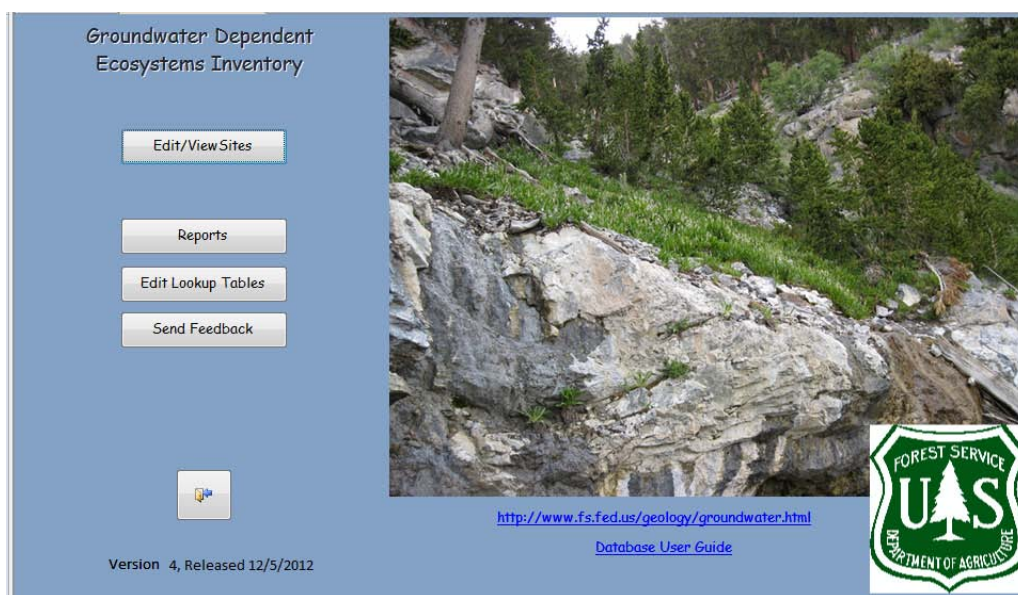 Groundwater Dependent
Ecosystems Inventory
Edit/View Sites
Reports
Edit Lookup Tables
Send Feedback
Version 4, Released 12/5/2012
http://www.fs.fed.us/geology/groundwater.html
Database User Guide
FOREST SERVICE
U S
DEPARTMENT OF AGRICULTURE